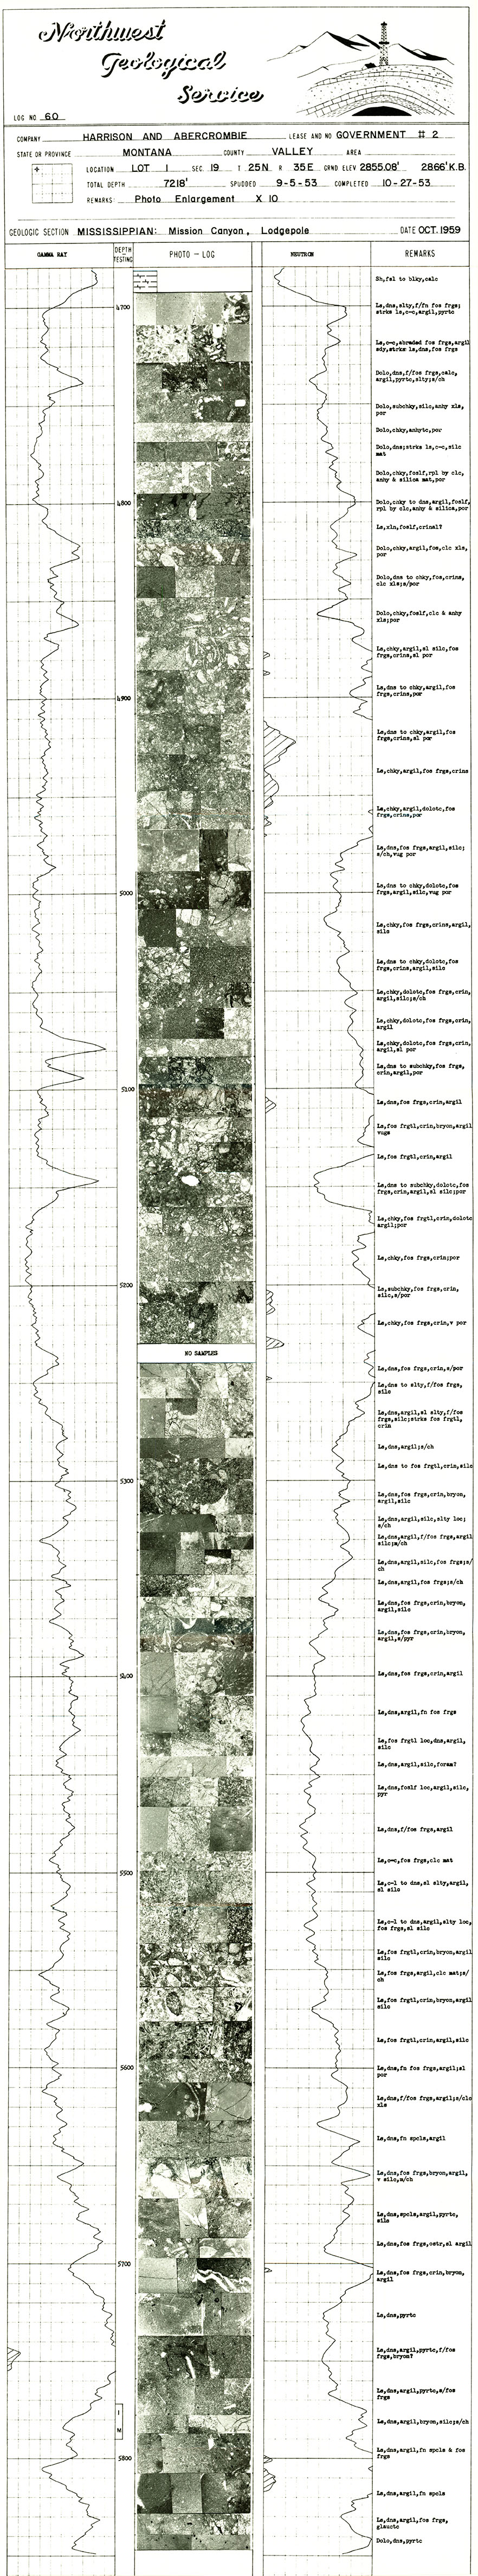 Northwest
Geological
Service
LOG NO 60
COMPANY HARRISON AND ABERCROMBIE LEASE AND NO GOVERNMENT # 2
STATE OR PROVINCE MONTANA COUNTY VALLEY AREA
LOCATION LOT 1 SEC. 19 T 25N R 35E GRND ELEV 2855.08' 2866' K.B.
TOTAL DEPTH 7218' SPUDDED 9-5-53 COMPLETED 10-27-53
REMARKS: Photo Enlargement X 10
GEOLOGIC SECTION MISSISSIPPIAN: Mission Canyon, Lodgepole DATE OCT. 1959
GAMMA RAY DEPTH TESTING PHOTO-LOG NEUTRON REMARKS
Sh,fsl to blky,calc
4700
Ls,dns,slty,f/fn fos frgs;
strks ls,c-c,argil,pyrtc
Ls,c-c,abraded fos frgs,argil
sdy,strks ls,dns,fos frgs
Dolo,dns,f/fos frgs,calc,
argil,pyrtc,slty;s/ch
Dolo,subchky,silc,anhy xls,
por
Dolo,chky,anhytc,por
Dolo,dns;strks ls,c-c,silc
mat
Dolo,chky,foslf,rpl by clc,
anhy & silica mat,por
4800
Dolo,chky to dns,argil,foslf,
rpl by clc,anhy & silica,por
Ls,xln,foslf,crinal?
Dolo,chky,argil,fos,clc xls,
por
Dolo,dns to chky,fos,crins,
clc xls;s/por
Dolo,chky,foslf,clc & anhy
xls;por
Ls,chky,argil,sl silc,fos
frgs,crins,sl por
Ls,dns to chky,argil,fos
frgs,crins,por
4900
Ls,dns to chky,argil,fos
frgs,crins,sl por
Ls,chky,argil,fos frgs,crins
Ls,chky,argil,dolotc,fos
frgs,crins,por
Ls,dns,fos frgs,argil,silc;
s/ch,vug por
Ls,dns to chky,dolotc,fos
frgs,argil,silc,vug por
5000
Ls,chky,fos frgs,crins,argil,
silc
Ls,dns to chky,dolotc,fos
frgs,crins,argil,silc
Ls,chky,dolotc,fos frgs,crin,
argil,silc;s/ch
Ls,chky,dolotc,fos frgs,crin,
argil
Ls,chky,dolotc,fos frgs,crin,
argil,sl por
Ls,dns to subchky,fos frgs,
crin,argil,por
5100
Ls,dns,fos frgs,crin,argil
Ls,fos frgtl,crin,bryon,argil
vugs
Ls,fos frgtl,crin,argil
Ls,dns to subchky,dolotc,fos
frgs,crin,argil,sl silc;por
Ls,chky,fos frgtl,crin,dolotc
argil;por
Ls,chky,fos frgs,crin;por
5200
Ls,subchky,fos frgs,crin,
silc,s/por
Ls,chky,fos frgs,crin,v por
NO SAMPLES
Ls,dns,fos frgs,crin,s/por
Ls,dns to slty,f/fos frgs,
silc
Ls,dns,argil,sl slty,f/fos
frgs,silc;strks fos frgtl,
crin
Ls,dns,argil;s/ch
Ls,dns to fos frgtl,crin,silc
5300
Ls,dns,fos frgs,crin,bryon,
argil,silc
Ls,dns,argil,silc,slty loc;
s/ch
Ls,dns,argil,f/fos frgs,argil
silc;m/ch
Ls,dns,argil,silc,fos frgs;s/
ch
Ls,dns,argil,fos frgs;s/ch
Ls,dns,fos frgs,crin,bryon,
argil,silc
Ls,dns,fos frgs,crin,bryon,
argil,s/pyr
5400
Ls,dns,fos frgs,crin,argil
Ls,dns,argil,fn fos frgs
Ls,fos frgtl loc,dns,argil,
silc
Ls,dns,argil,silc,foram?
Ls,dns,foslf loc,argil,silc,
pyr
Ls,dns,f/fos frgs,argil
Ls,c-c,fos frgs,clc mat
5500
Ls,c-l to dns,sl slty,argil,
sl silc
Ls,c-l to dns,argil,slty loc,
fos frgs,sl silc
Ls,fos frgtl,crin,bryon,argil
silc
Ls,fos frgs,argil,clc mat;s/
ch
Ls,fos frgtl,crin,bryon,argil
silc
Ls,fos frgtl,crin,argil,silc
5600
Ls,dns,fn fos frgs,argil;sl
por
Ls,dns,f/fos frgs,argil;s/clc
xls
Ls,dns,fn spcls,argil
Ls,dns,fos frgs,bryon,argil,
v silc,m/ch
Ls,dns,spcls,argil,pyrtc,
silc
Ls,dns,fos frgs,ostr,sl argil
5700
Ls,dns,fos frgs,crin,bryon,
argil
Ls,dns,pyrtc
Ls,dns,argil,pyrtc,f/fos
frgs,bryon?
Ls,dns,argil,pyrtc,s/fos
frgs
I
M
Ls,dns,argil,bryon,silc;s/ch
Ls,dns,argil,fn spcls & fos
frgs
5800
Ls,dns,argil,fn spcls
Ls,dns,argil,fos frgs,
glauctc
Dolo,dns,pyrtc